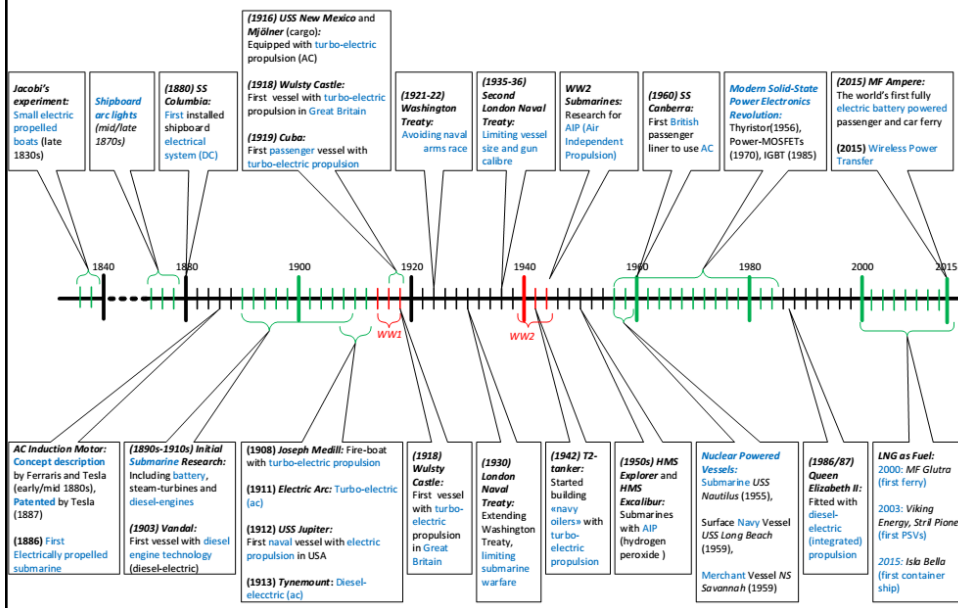 Jacobi's
experiment:
Small electric
propelled
boats (late
1830s)
Shipboard
arc lights
(mid/late
1870s)
(1880) SS
Columbia:
First installed
shipboard
electrical
system (DC)
(1916) USS New Mexico and
Mjölner (cargo):
Equipped with turbo-electric
propulsion (AC)
(1918) Wulsty Castle:
First vessel with turbo-electric
propulsion in Great Britain
(1919) Cuba:
First passenger vessel with
turbo-electric propulsion
(1921-22)
Washington
Treaty:
Avoiding naval
arms race
(1935-36)
Second
London Naval
Treaty:
Limiting vessel
size and gun
calibre
WW2
Submarines:
Research for
AIP (Air
Independent
Propulsion)
(1960) SS
Canberra:
First British
passenger
liner to use AC
Modern Solid-State
Power Electronics
Revolution:
Thyristor(1956),
Power-MOSFETs
(1970), IGBT (1985)
(2015) MF Ampere:
The world's first fully
electric battery powered
passenger and car ferry
(2015) Wireless Power
Transfer
1840
1880
1900
1920
1940
1960
1980
2000
2015
WW1
WW2
AC Induction Motor:
Concept description
by Ferraris and Tesla
(early/mid 1880s),
Patented by Tesla
(1887)
(1886) First
Electrically propelled
submarine
(1890s-1910s) Initial
Submarine Research:
Including battery,
steam-turbines and
diesel-engines
(1903) Vandal:
First vessel with diesel
engine technology
(diesel-electric)
(1908) Joseph Medill: Fire-boat
with turbo-electric propulsion
(1911) Electric Arc: Turbo-electric
(ac)
(1912) USS Jupiter:
First naval vessel with electric
propulsion in USA
(1913) Tynemount: Diesel-
elecctric (ac)
(1918)
Wulsty
Castle:
First vessel
with turbo-
electric
propulsion
in Great
Britain
(1930)
London
Naval
Treaty:
Extending
Washington
Treaty,
limiting
submarine
warfare
(1942) T2-
tanker:
Started
building
«navy
oilers» with
turbo-
electric
propulsion
(1950s) HMS
Explorer and
HMS
Excalibur:
Submarines
with AIP
(hydrogen
peroxide )
Nuclear Powered
Vessels:
Submarine USS
Nautilus (1955),
Surface Navy Vessel
USS Long Beach
(1959),
Merchant Vessel NS
Savannah (1959)
(1986/87)
Queen
Elizabeth II:
Fitted with
diesel-
electric
(integrated)
propulsion
LNG as Fuel:
2000: MF Glutra
(first ferry)
2003: Viking
Energy, Stril Pione
(first PSVs)
2015: Isla Bella
(first container
ship)